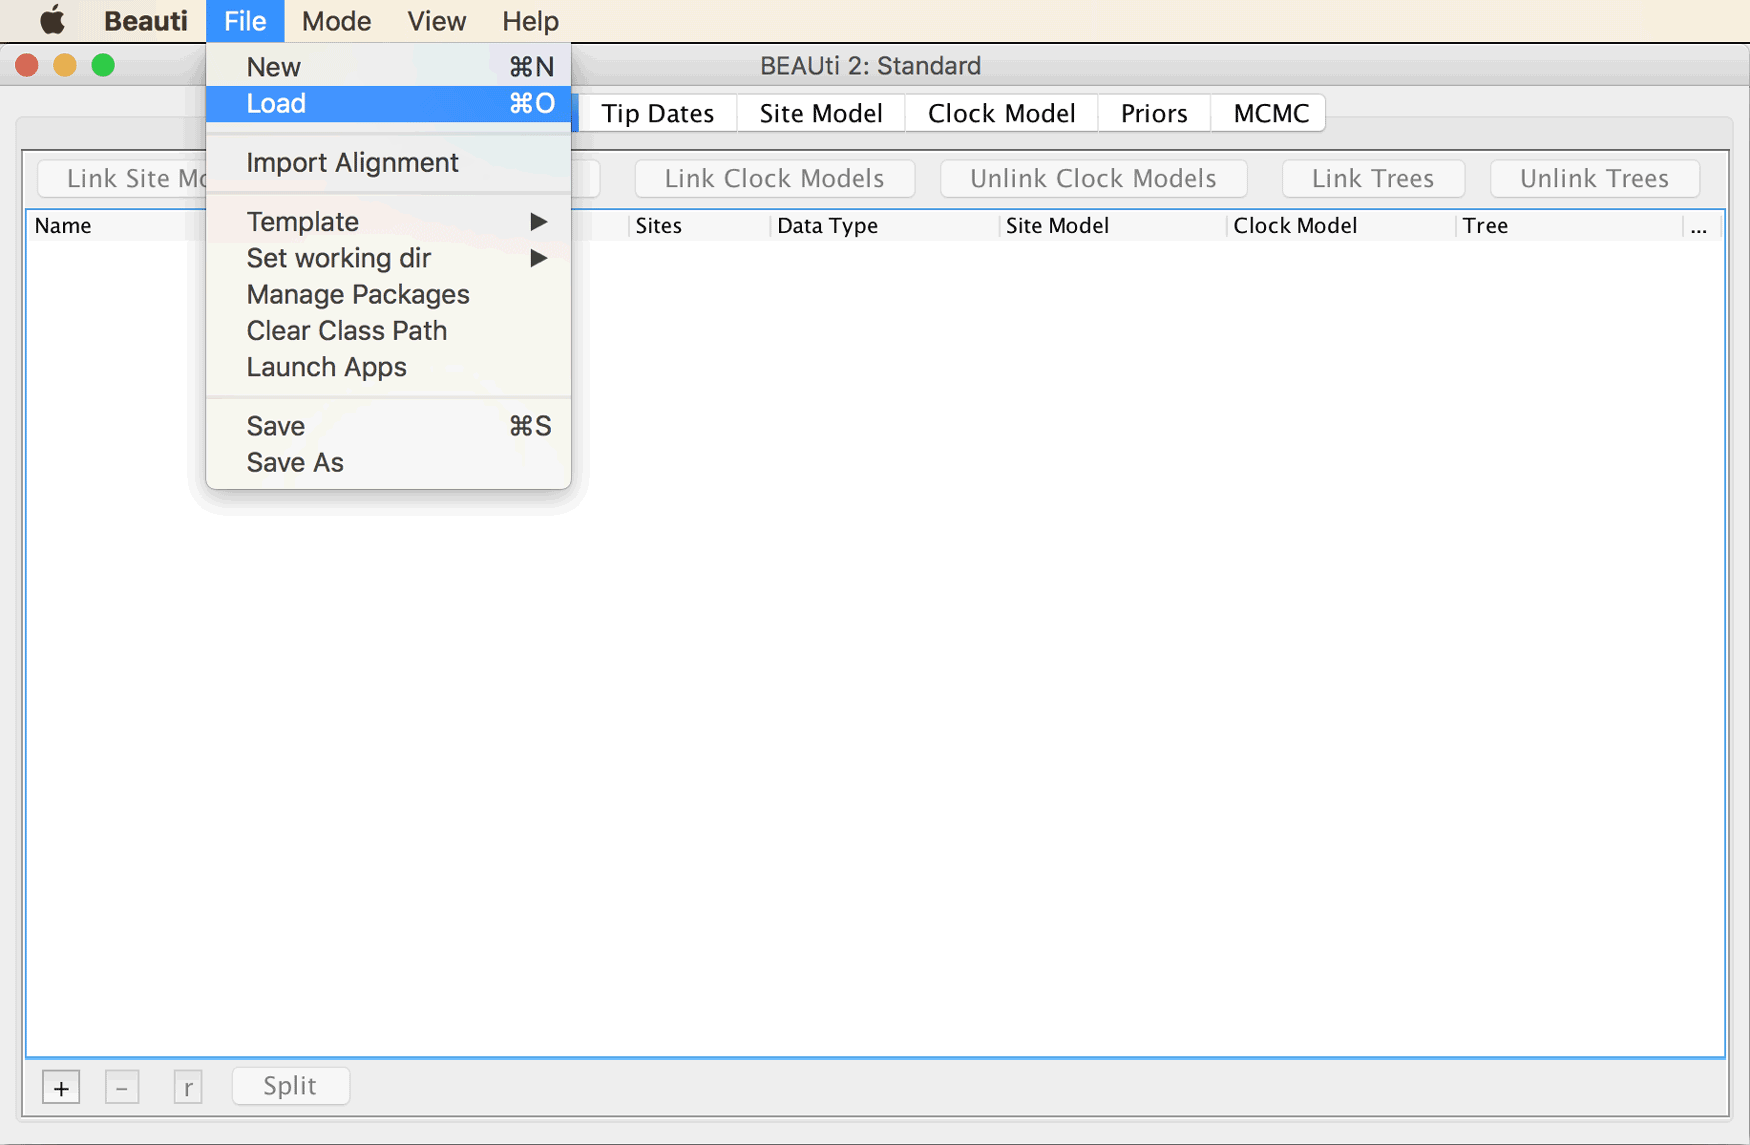 Beauti File Mode View Help
BEAUti 2: Standard
New ⌘N
Load ⌘O
Tip Dates Site Model Clock Model Priors MCMC
Import Alignment
Link Site Mo Link Clock Models Unlink Clock Models Link Trees Unlink Trees
Template ▶
Name Sites Data Type Site Model Clock Model Tree ...
Set working dir ▶
Manage Packages
Clear Class Path
Launch Apps
Save ⌘S
Save As
+ − r Split